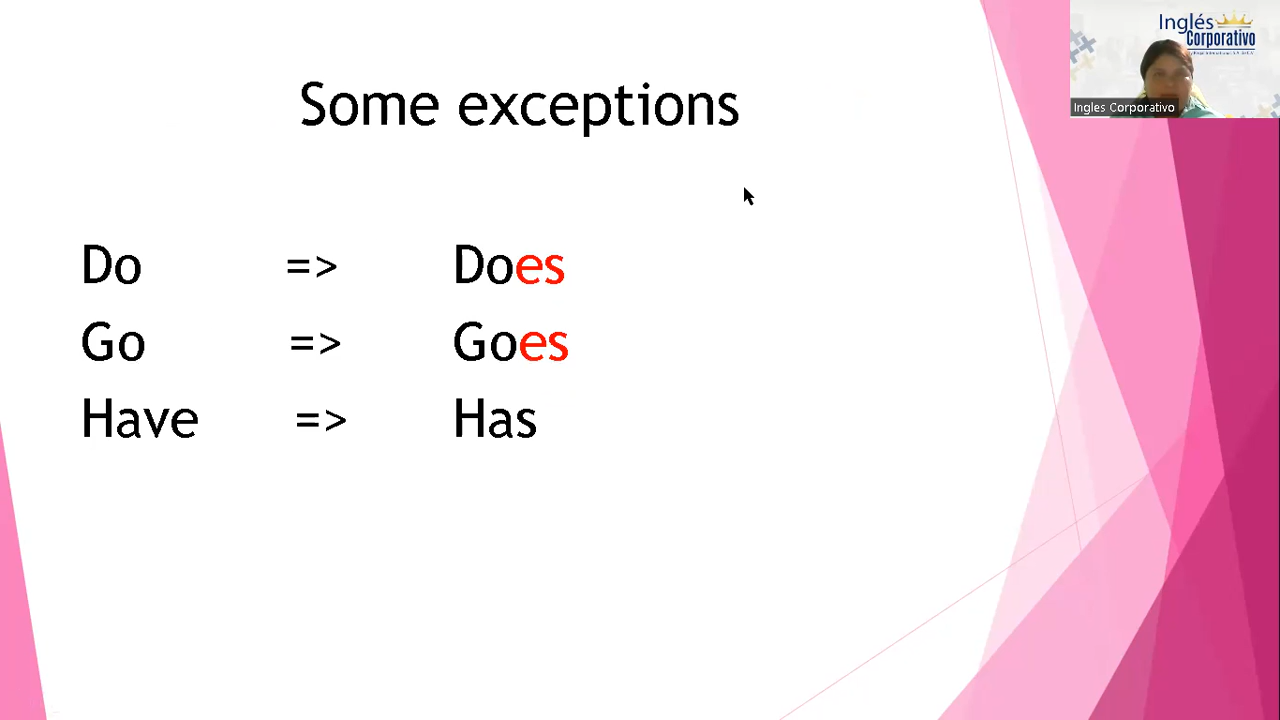 Some exceptions
Inglés
Corporativo
Ingles Corporativo
Do => Does
Go => Goes
Have => Has